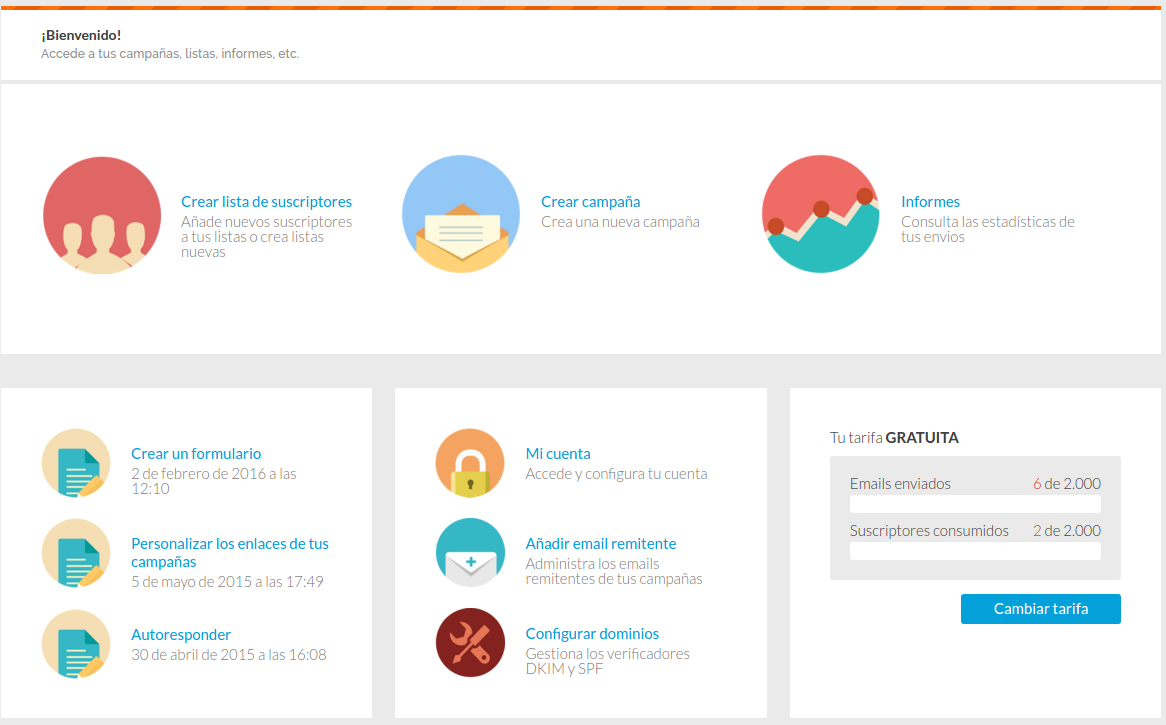 ¡Bienvenido!
Accede a tus campañas, listas, informes, etc.
Crear lista de suscriptores
Añade nuevos suscriptores
a tus listas o crea listas
nuevas
Crear campaña
Crea una nueva campaña
Informes
Consulta las estadísticas de
tus envios
Crear un formulario
2 de febrero de 2016 a las
12:10
Personalizar los enlaces de tus
campañas
5 de mayo de 2015 a las 17:49
Autoresponder
30 de abril de 2015 a las 16:08
Mi cuenta
Accede y configura tu cuenta
Añadir email remitente
Administra los emails
remitentes de tus campañas
Configurar dominios
Gestiona los verificadores
DKIM y SPF
Tu tarifa GRATUITA
Emails enviados 6 de 2.000
Suscriptores consumidos 2 de 2.000
Cambiar tarifa